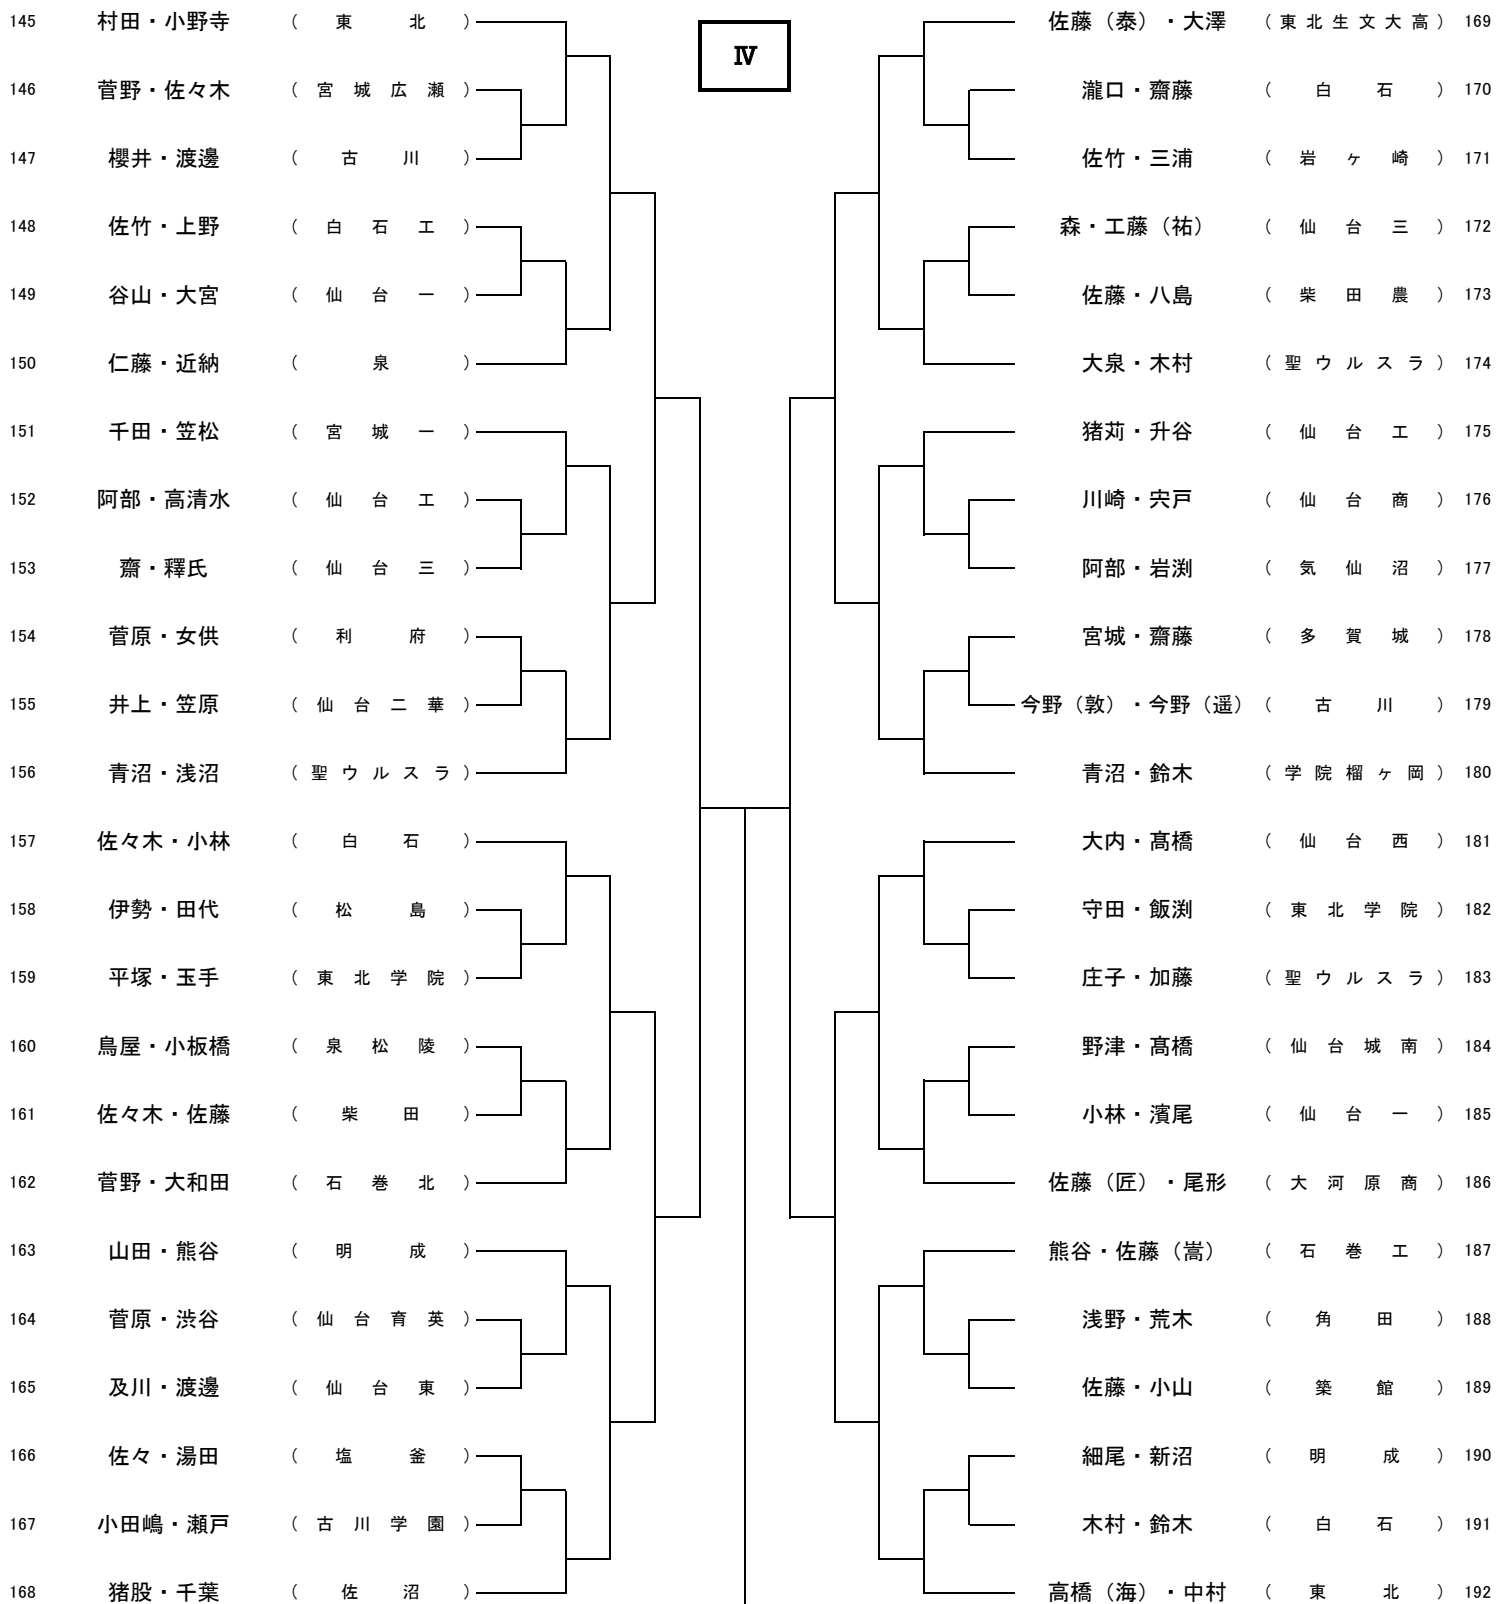 Ⅳ
145 村田・小野寺 （東北）
146 菅野・佐々木 （宮城広瀬）
147 櫻井・渡邊 （古川）
148 佐竹・上野 （白石工）
149 谷山・大宮 （仙台一）
150 仁藤・近納 （泉）
151 千田・笠松 （宮城一）
152 阿部・高清水 （仙台工）
153 齋・釋氏 （仙台三）
154 菅原・女供 （利府）
155 井上・笠原 （仙台二華）
156 青沼・浅沼 （聖ウルスラ）
157 佐々木・小林 （白石）
158 伊勢・田代 （松島）
159 平塚・玉手 （東北学院）
160 鳥屋・小板橋 （泉松陵）
161 佐々木・佐藤 （柴田）
162 菅野・大和田 （石巻北）
163 山田・熊谷 （明成）
164 菅原・渋谷 （仙台育英）
165 及川・渡邊 （仙台東）
166 佐々・湯田 （塩釜）
167 小田嶋・瀬戸 （古川学園）
168 猪股・千葉 （佐沼）
佐藤（泰）・大澤 （東北生文大高） 169
瀧口・齋藤 （白石） 170
佐竹・三浦 （岩ヶ崎） 171
森・工藤（祐） （仙台三） 172
佐藤・八島 （柴田農） 173
大泉・木村 （聖ウルスラ） 174
猪苅・升谷 （仙台工） 175
川崎・宍戸 （仙台商） 176
阿部・岩渕 （気仙沼） 177
宮城・齋藤 （多賀城） 178
今野（敦）・今野（遥） （古川） 179
青沼・鈴木 （学院榴ヶ岡） 180
大内・髙橋 （仙台西） 181
守田・飯渕 （東北学院） 182
庄子・加藤 （聖ウルスラ） 183
野津・髙橋 （仙台城南） 184
小林・濱尾 （仙台一） 185
佐藤（匠）・尾形 （大河原商） 186
熊谷・佐藤（嵩） （石巻工） 187
浅野・荒木 （角田） 188
佐藤・小山 （築館） 189
細尾・新沼 （明成） 190
木村・鈴木 （白石） 191
高橋（海）・中村 （東北） 192